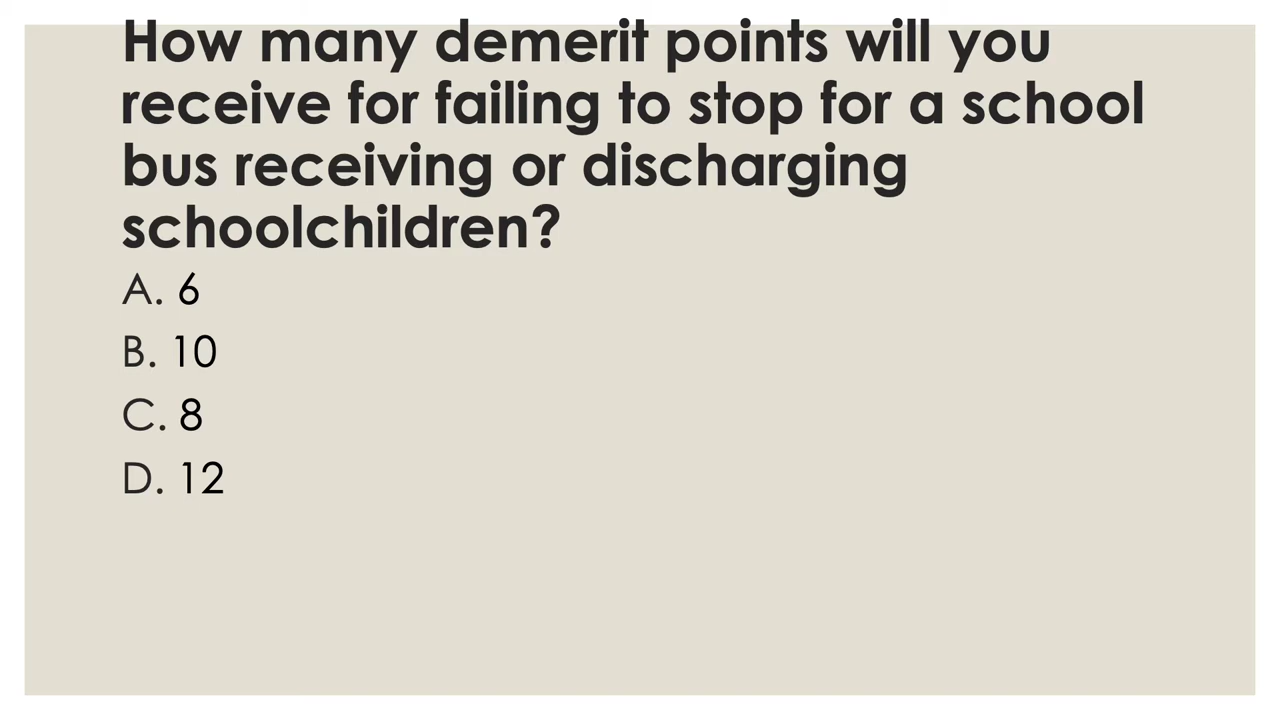 How many demerit points will you
receive for failing to stop for a school
bus receiving or discharging
schoolchildren?
A. 6
B. 10
C. 8
D. 12